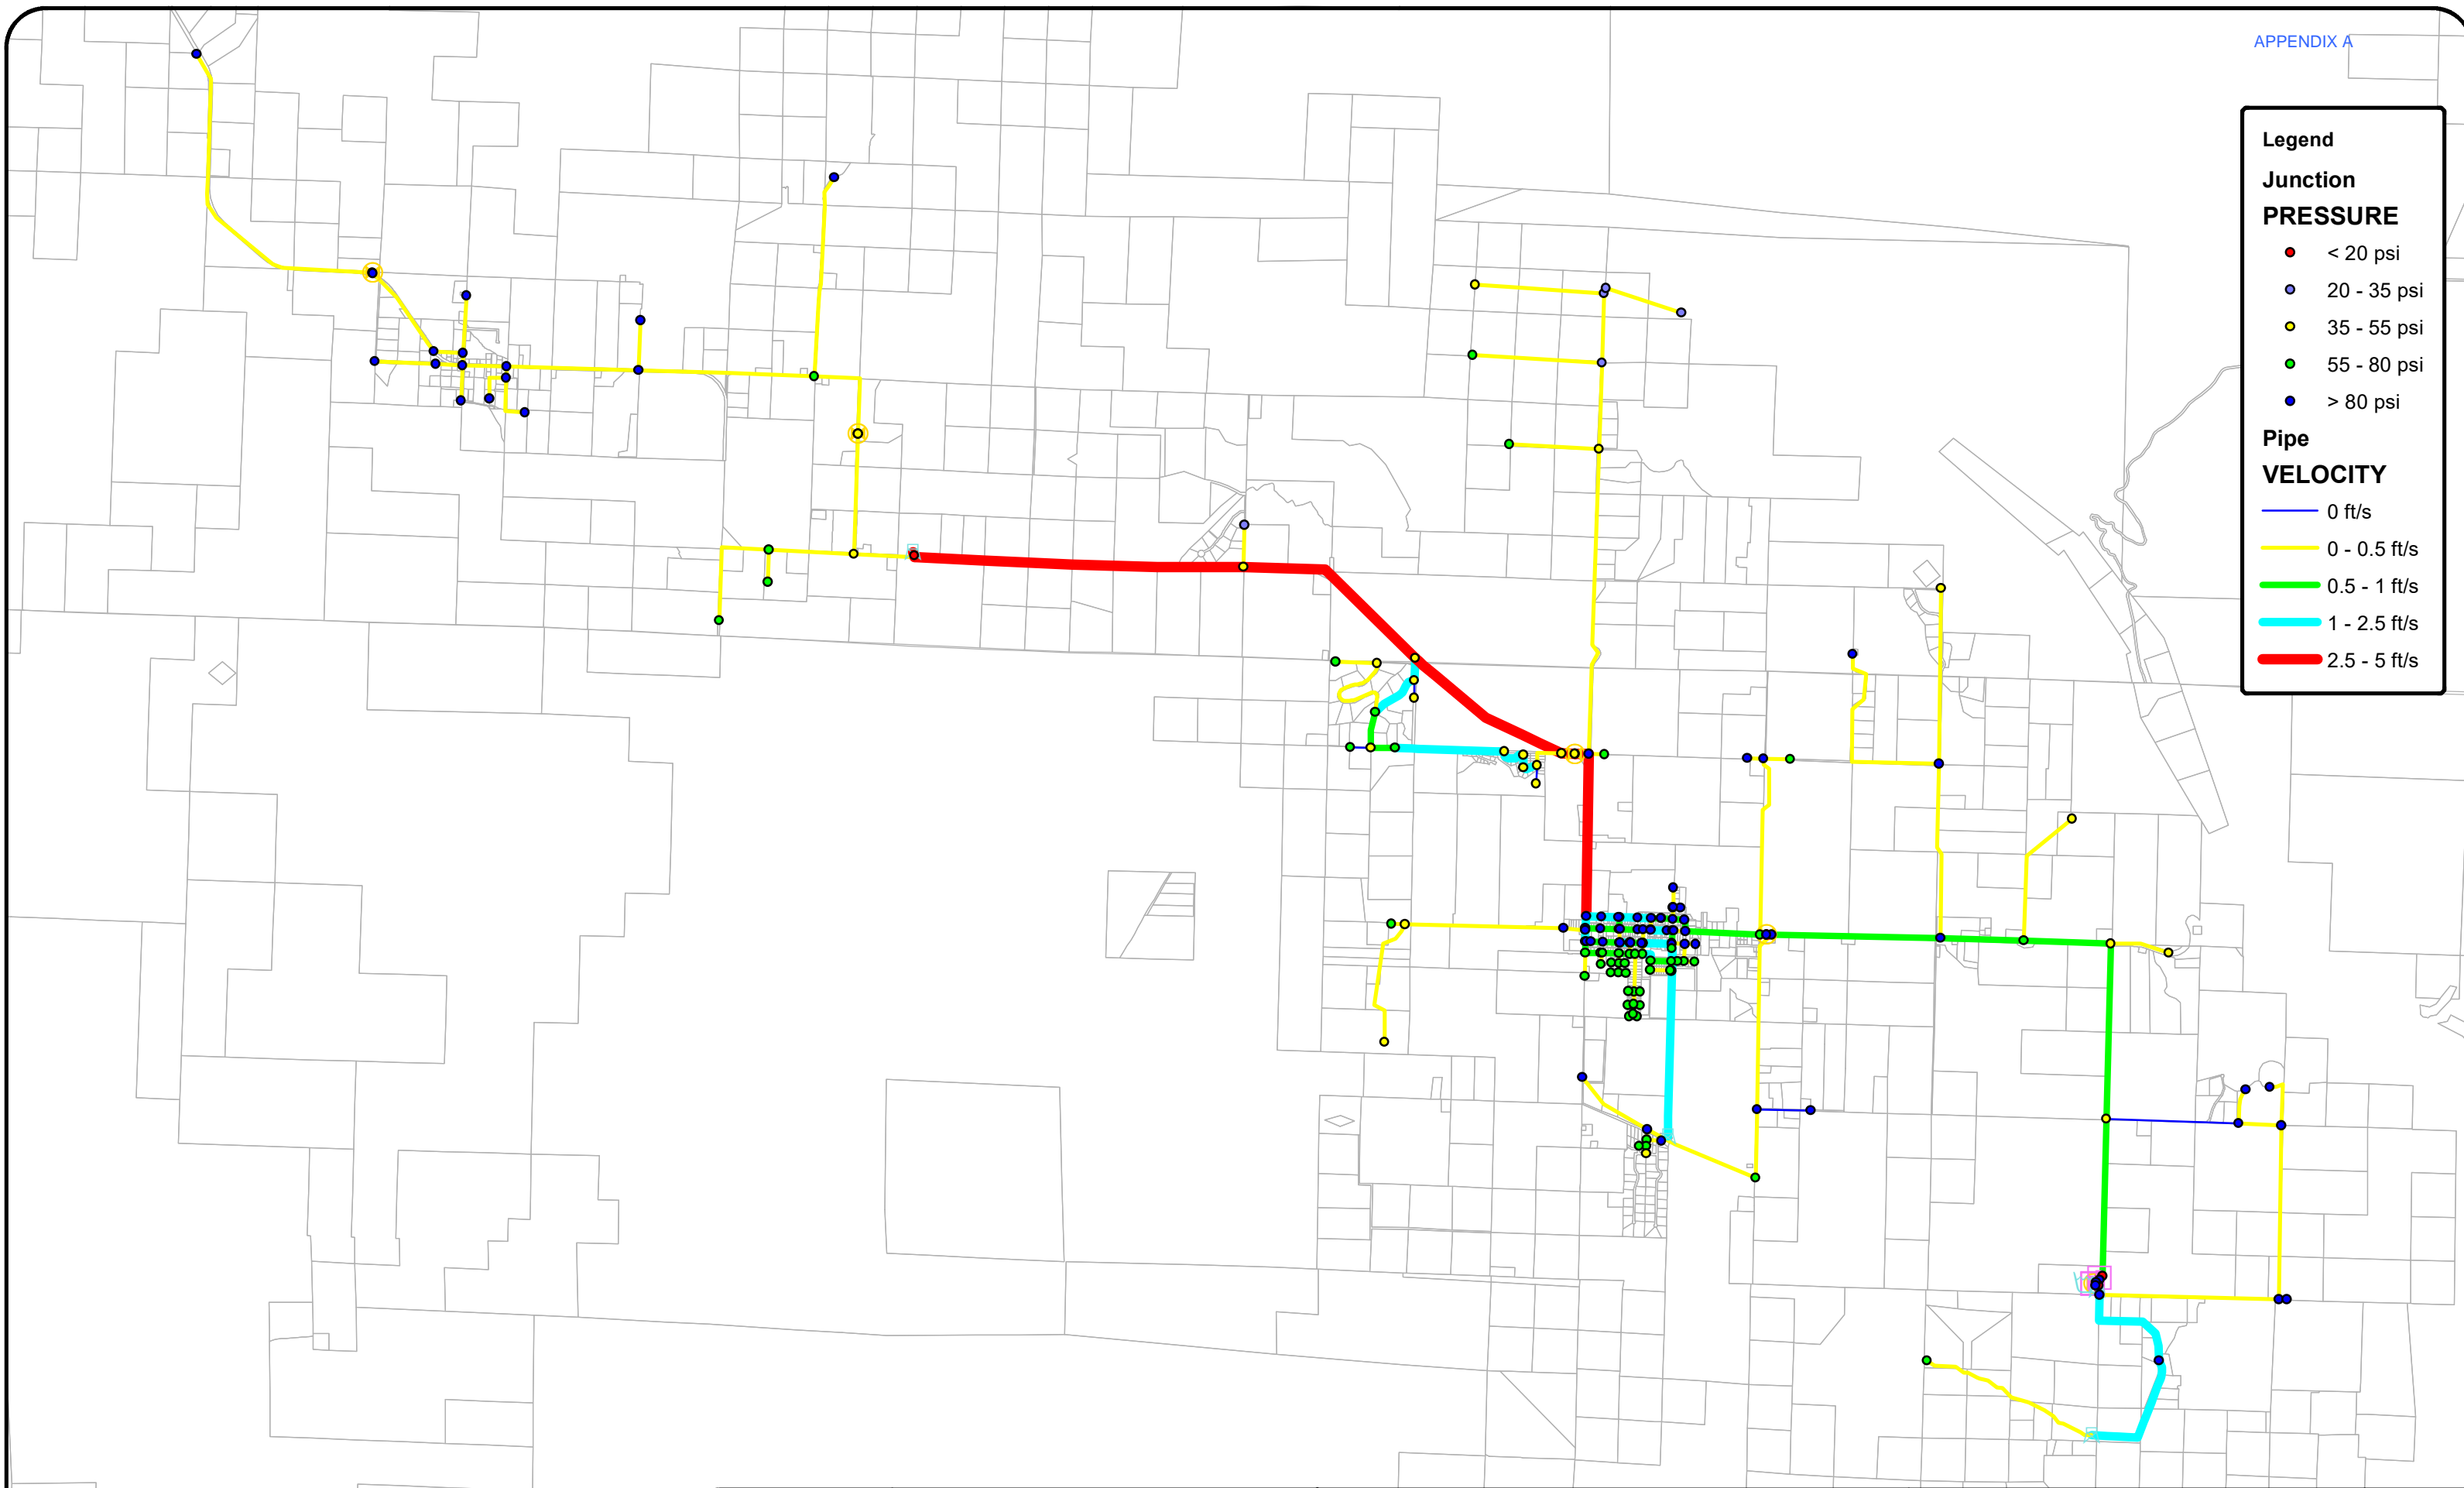 APPENDIX A
Legend
Junction
PRESSURE
< 20 psi
20 - 35 psi
35 - 55 psi
55 - 80 psi
> 80 psi
Pipe
VELOCITY
0 ft/s
0 - 0.5 ft/s
0.5 - 1 ft/s
1 - 2.5 ft/s
2.5 - 5 ft/s